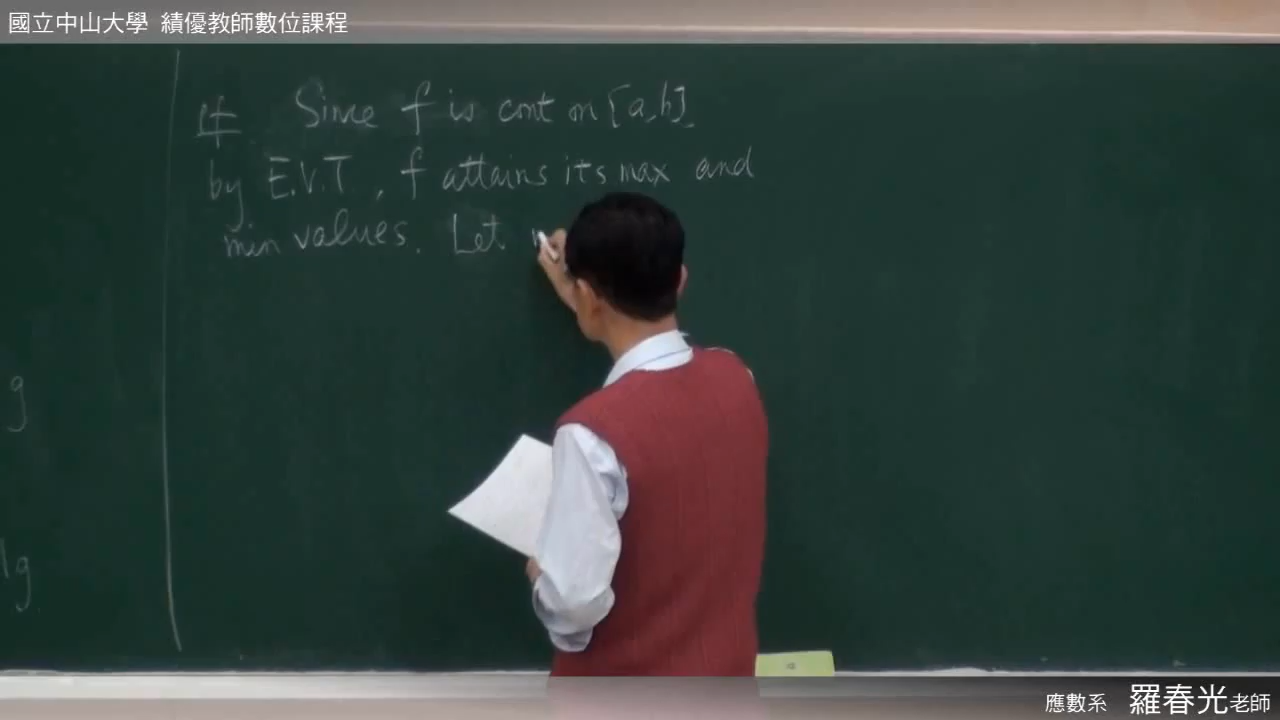 國立中山大學 績優教師數位課程
pf Since f is cont on [a,b]
by E.V.T, f attains its max and
min values. Let
g
g
應數系 羅春光老師